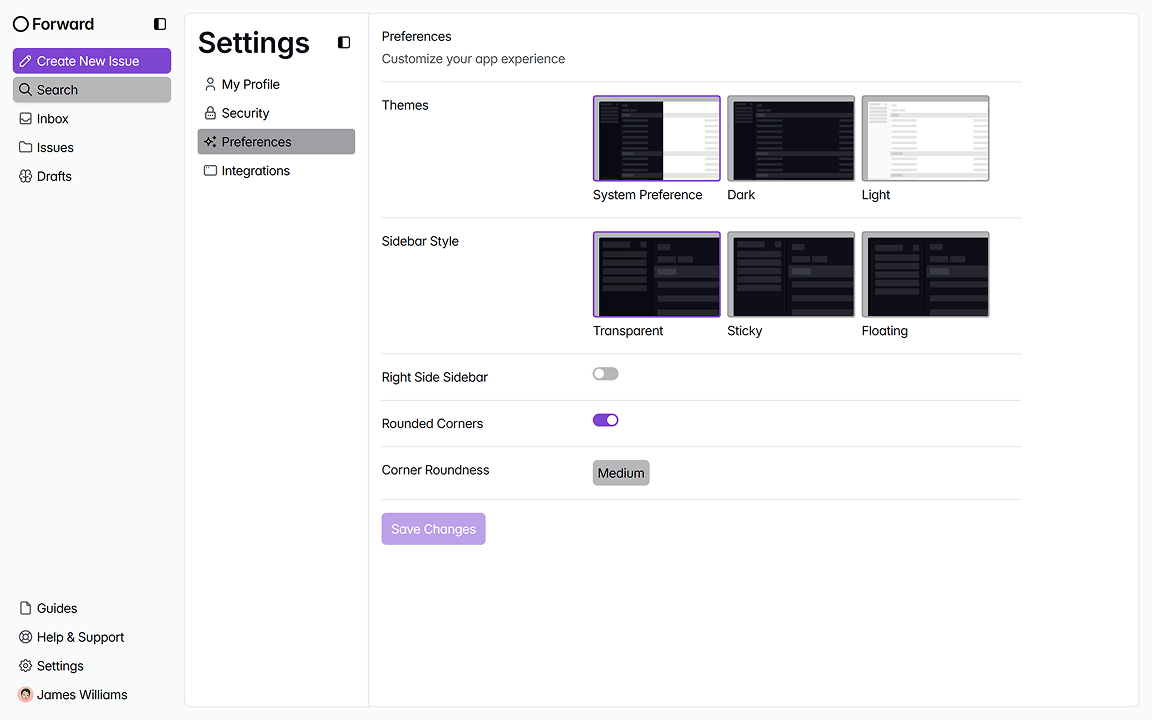 Forward
Create New Issue
Search
Inbox
Issues
Drafts
Guides
Help & Support
Settings
James Williams
Settings
My Profile
Security
Preferences
Integrations
Preferences
Customize your app experience
Themes
System Preference
Dark
Light
Sidebar Style
Transparent
Sticky
Floating
Right Side Sidebar
Rounded Corners
Corner Roundness
Medium
Save Changes